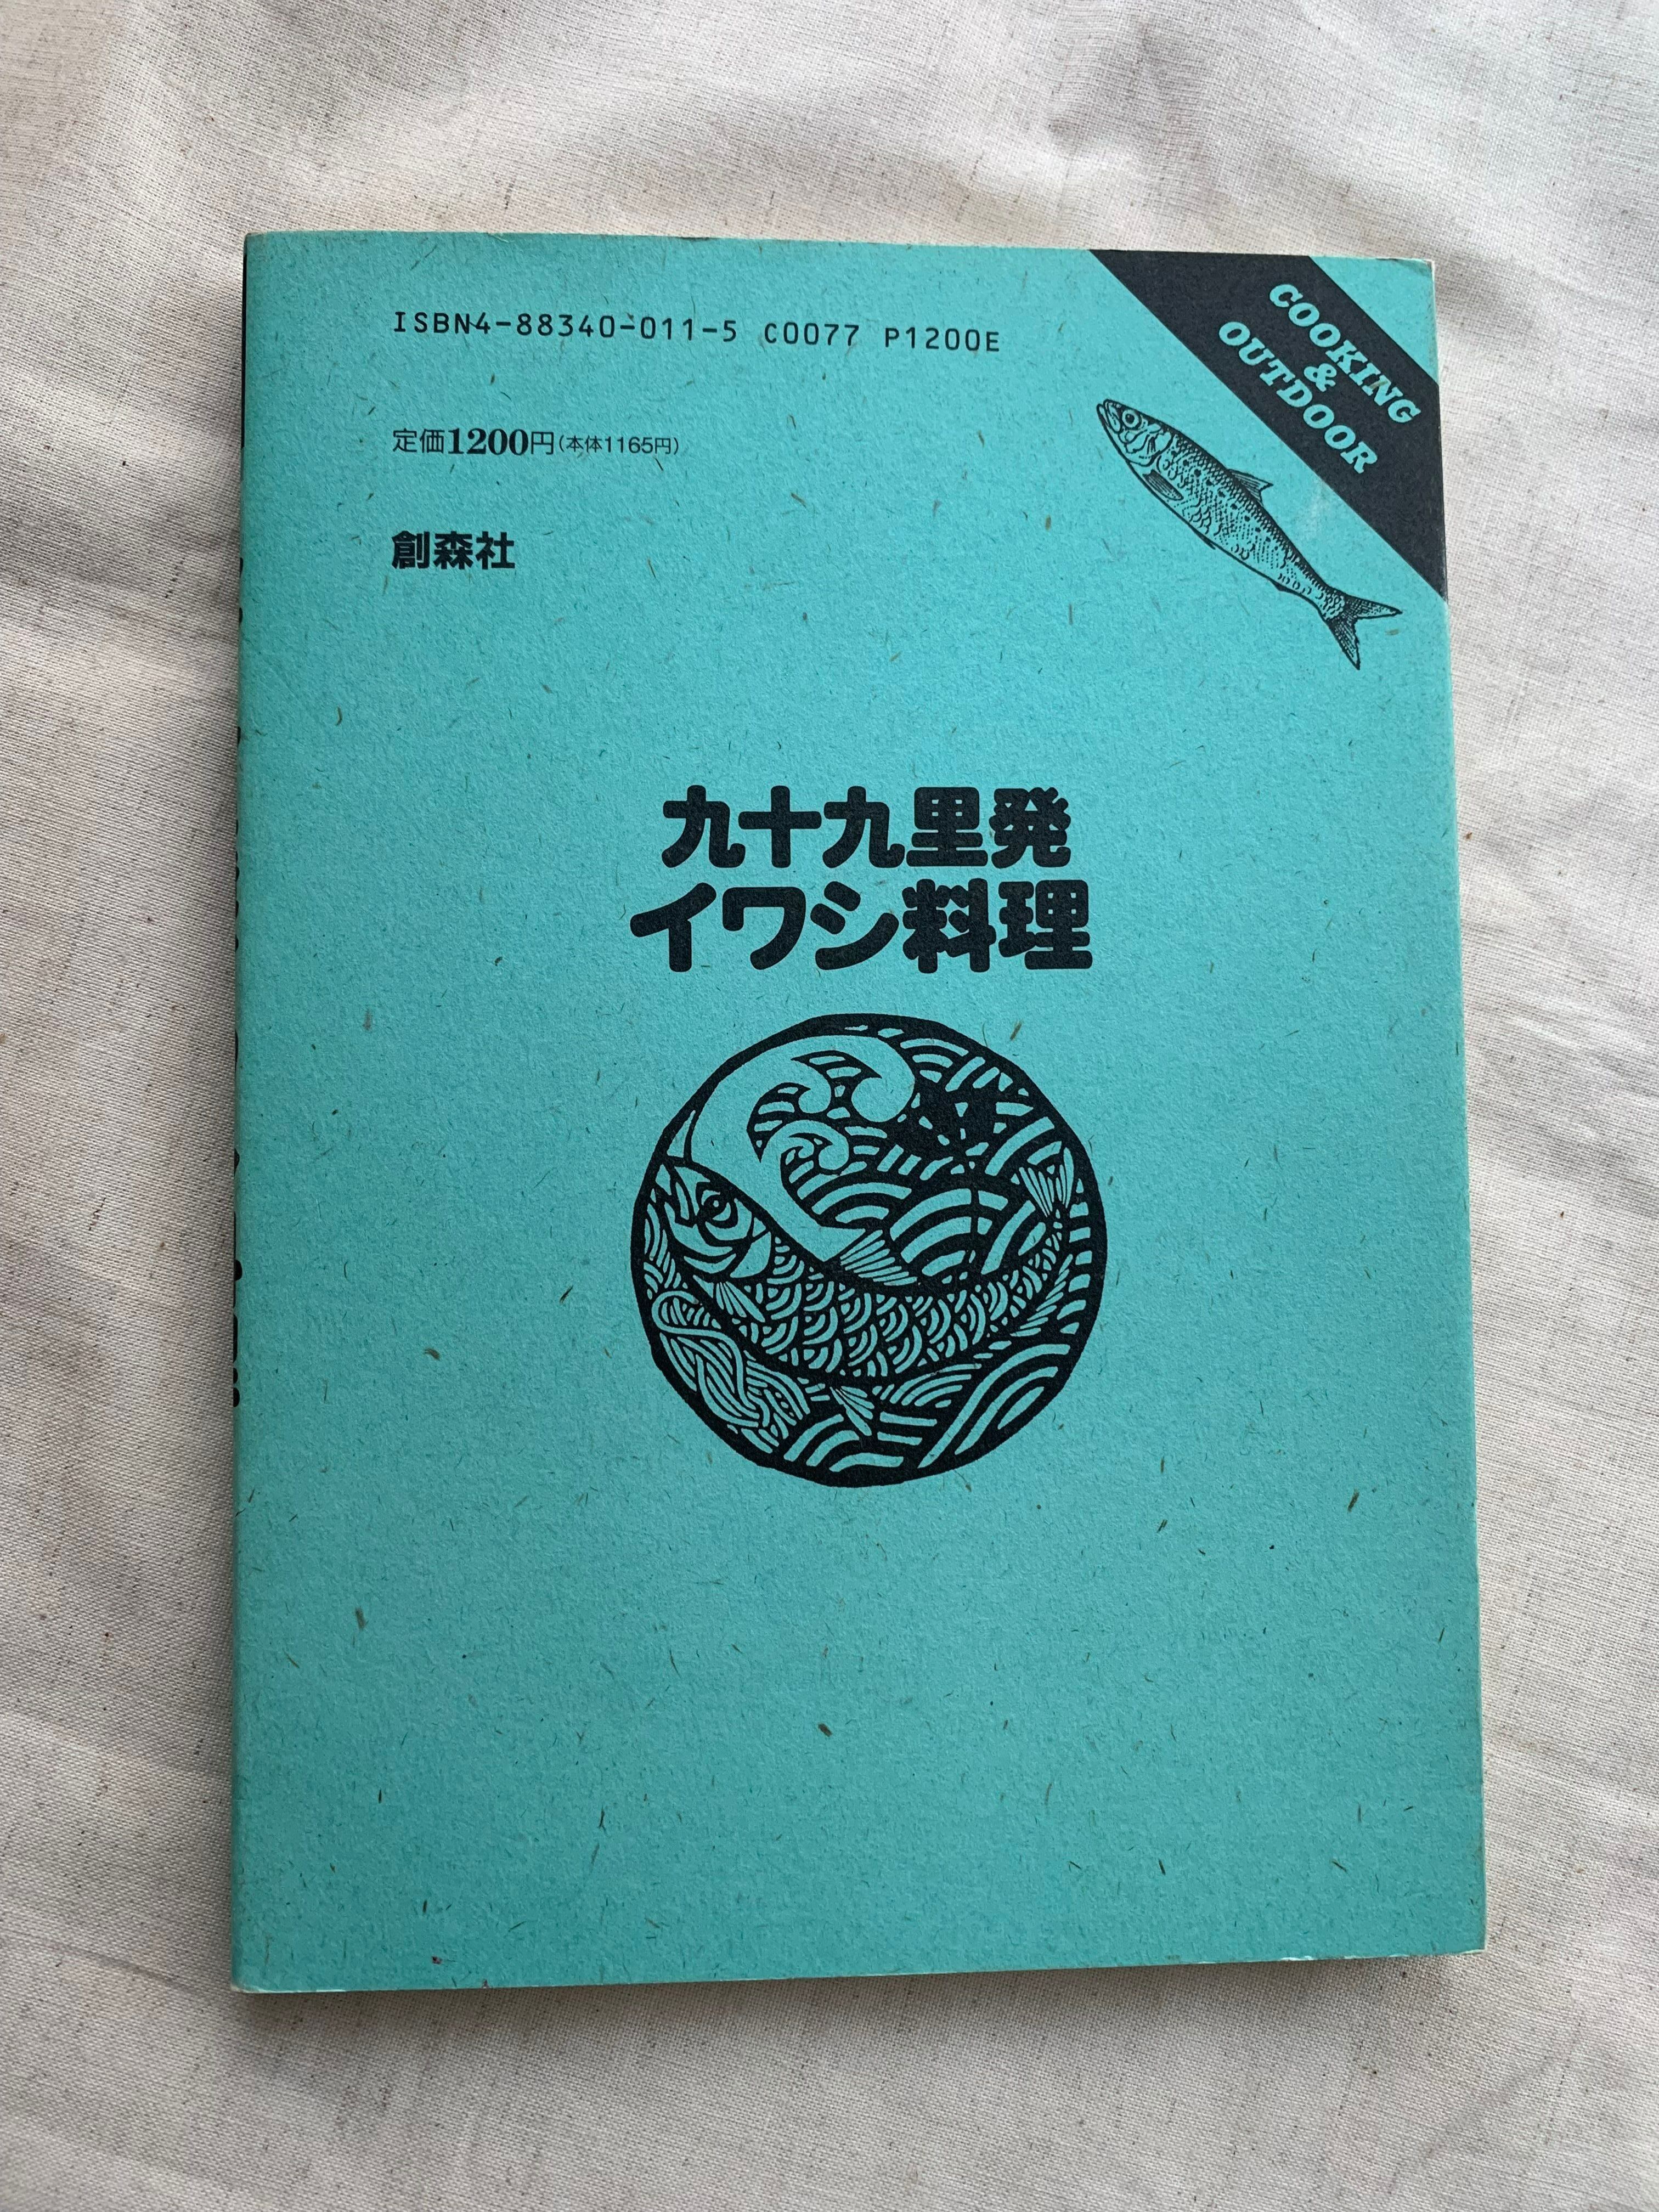 ISBN4-88340-011-5 C0077 P1200E
COOKING
&
OUTDOOR
定価1200円(本体1165円)
創森社
九十九里発
イワシ料理